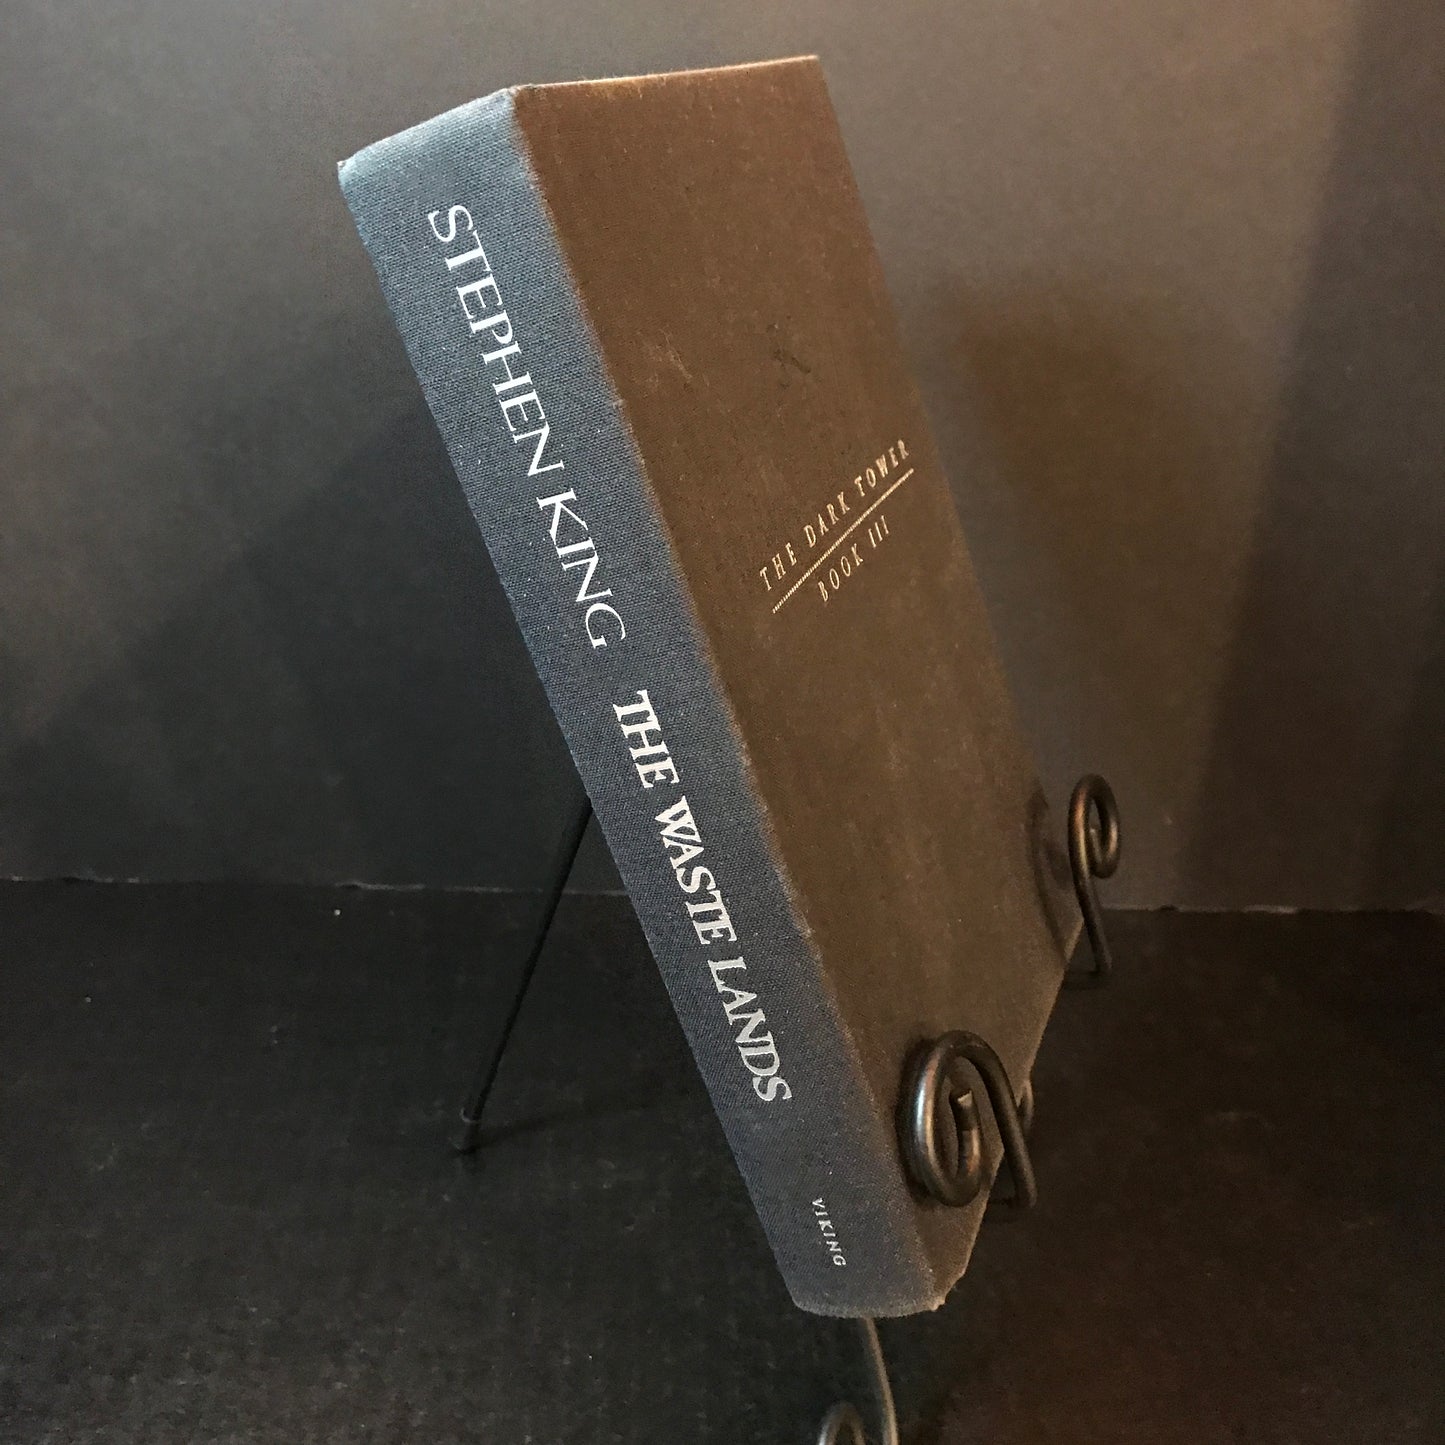 STEPHEN KING THE WASTE LANDS
VIKING
THE DARK TOWER
BOOK III